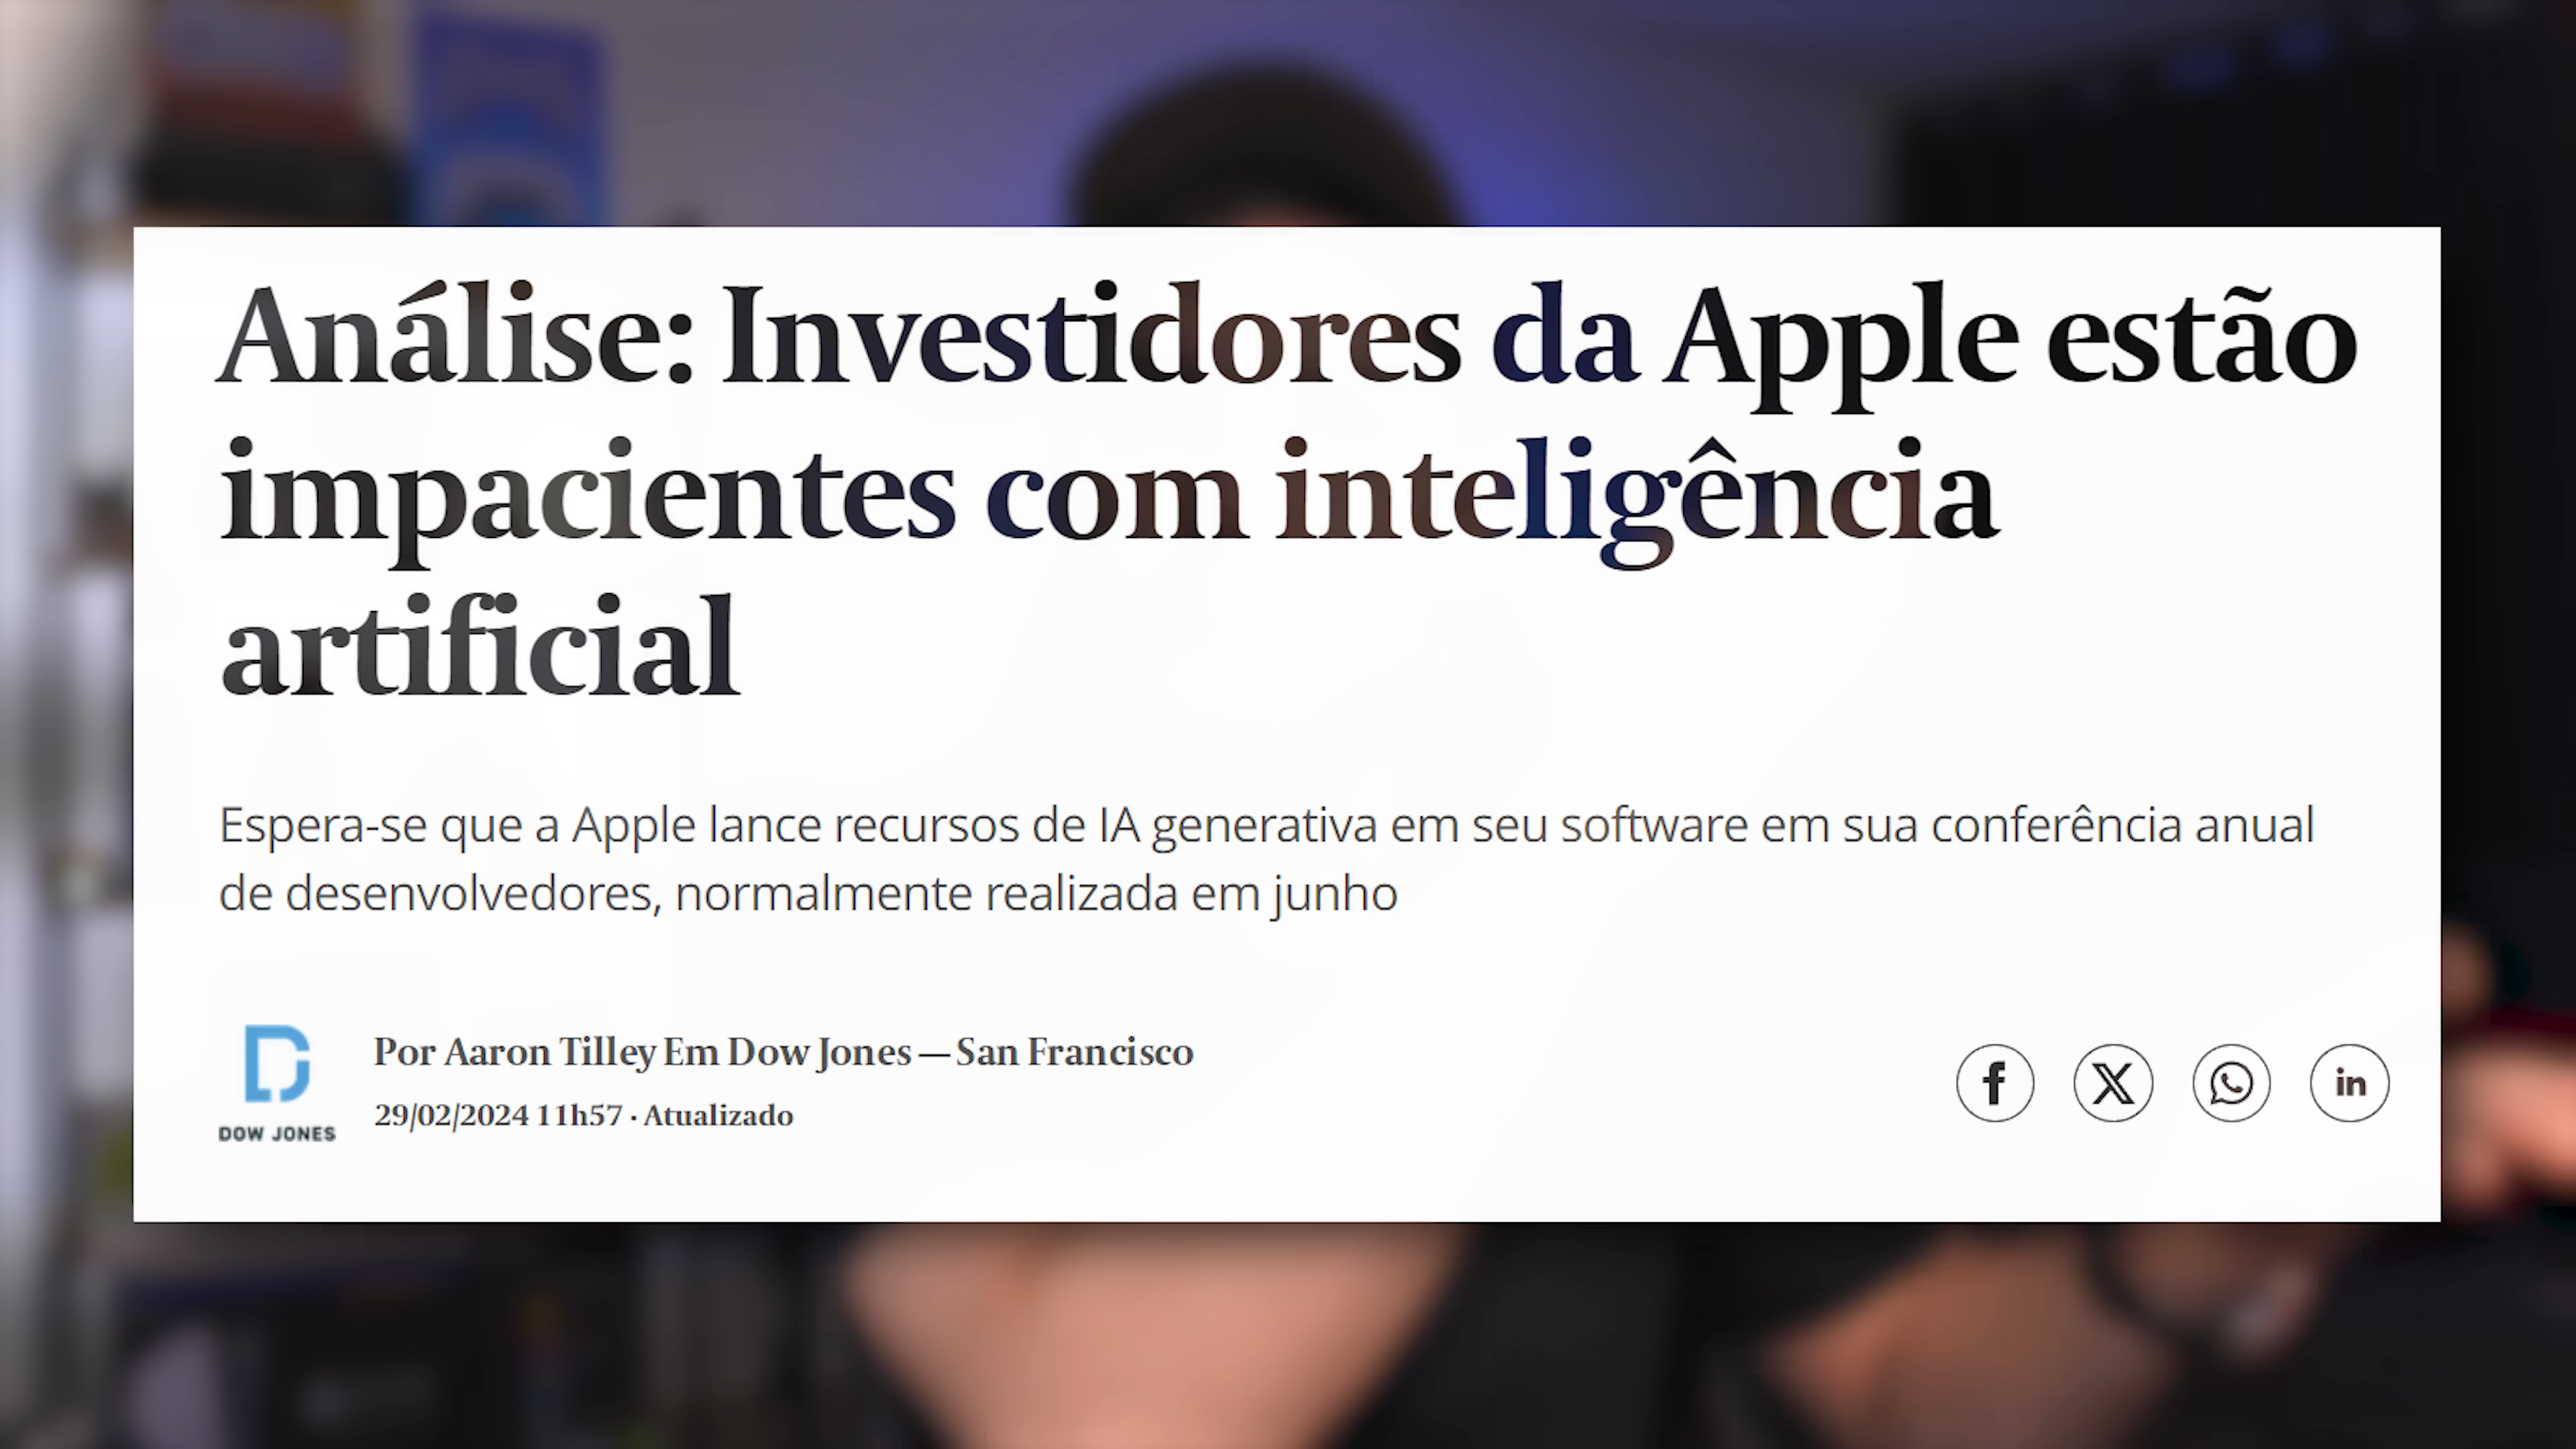 Análise: Investidores da Apple estão
impacientes com inteligência
artificial
Espera-se que a Apple lance recursos de IA generativa em seu software em sua conferência anual
de desenvolvedores, normalmente realizada em junho
Por Aaron Tilley Em Dow Jones — San Francisco
29/02/2024 11h57 · Atualizado
DOW JONES